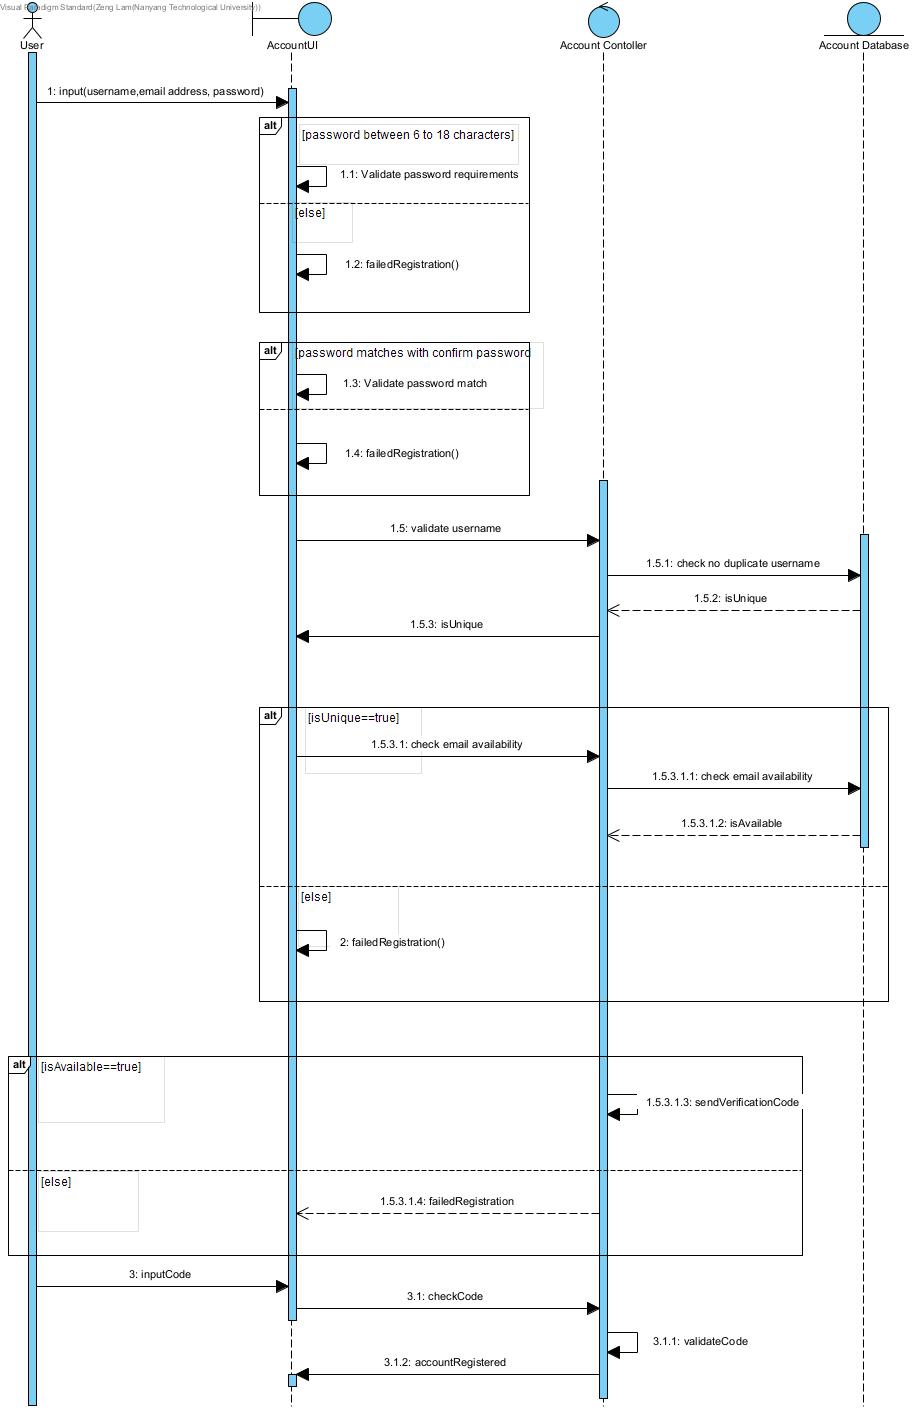 Visual Paradigm Standard(Zeng Lam(Nanyang Technological University))
User
AccountUI
Account Contoller
Account Database
1: input(username,email address, password)
alt
[password between 6 to 18 characters]
1.1: Validate password requirements
[else]
1.2: failedRegistration()
alt
[password matches with confirm password
1.3: Validate password match
1.4: failedRegistration()
1.5: validate username
1.5.1: check no duplicate username
1.5.2: isUnique
1.5.3: isUnique
alt
[isUnique==true]
1.5.3.1: check email availability
1.5.3.1.1: check email availability
1.5.3.1.2: isAvailable
[else]
2: failedRegistration()
alt
[isAvailable==true]
1.5.3.1.3: sendVerificationCode
[else]
1.5.3.1.4: failedRegistration
3: inputCode
3.1: checkCode
3.1.1: validateCode
3.1.2: accountRegistered